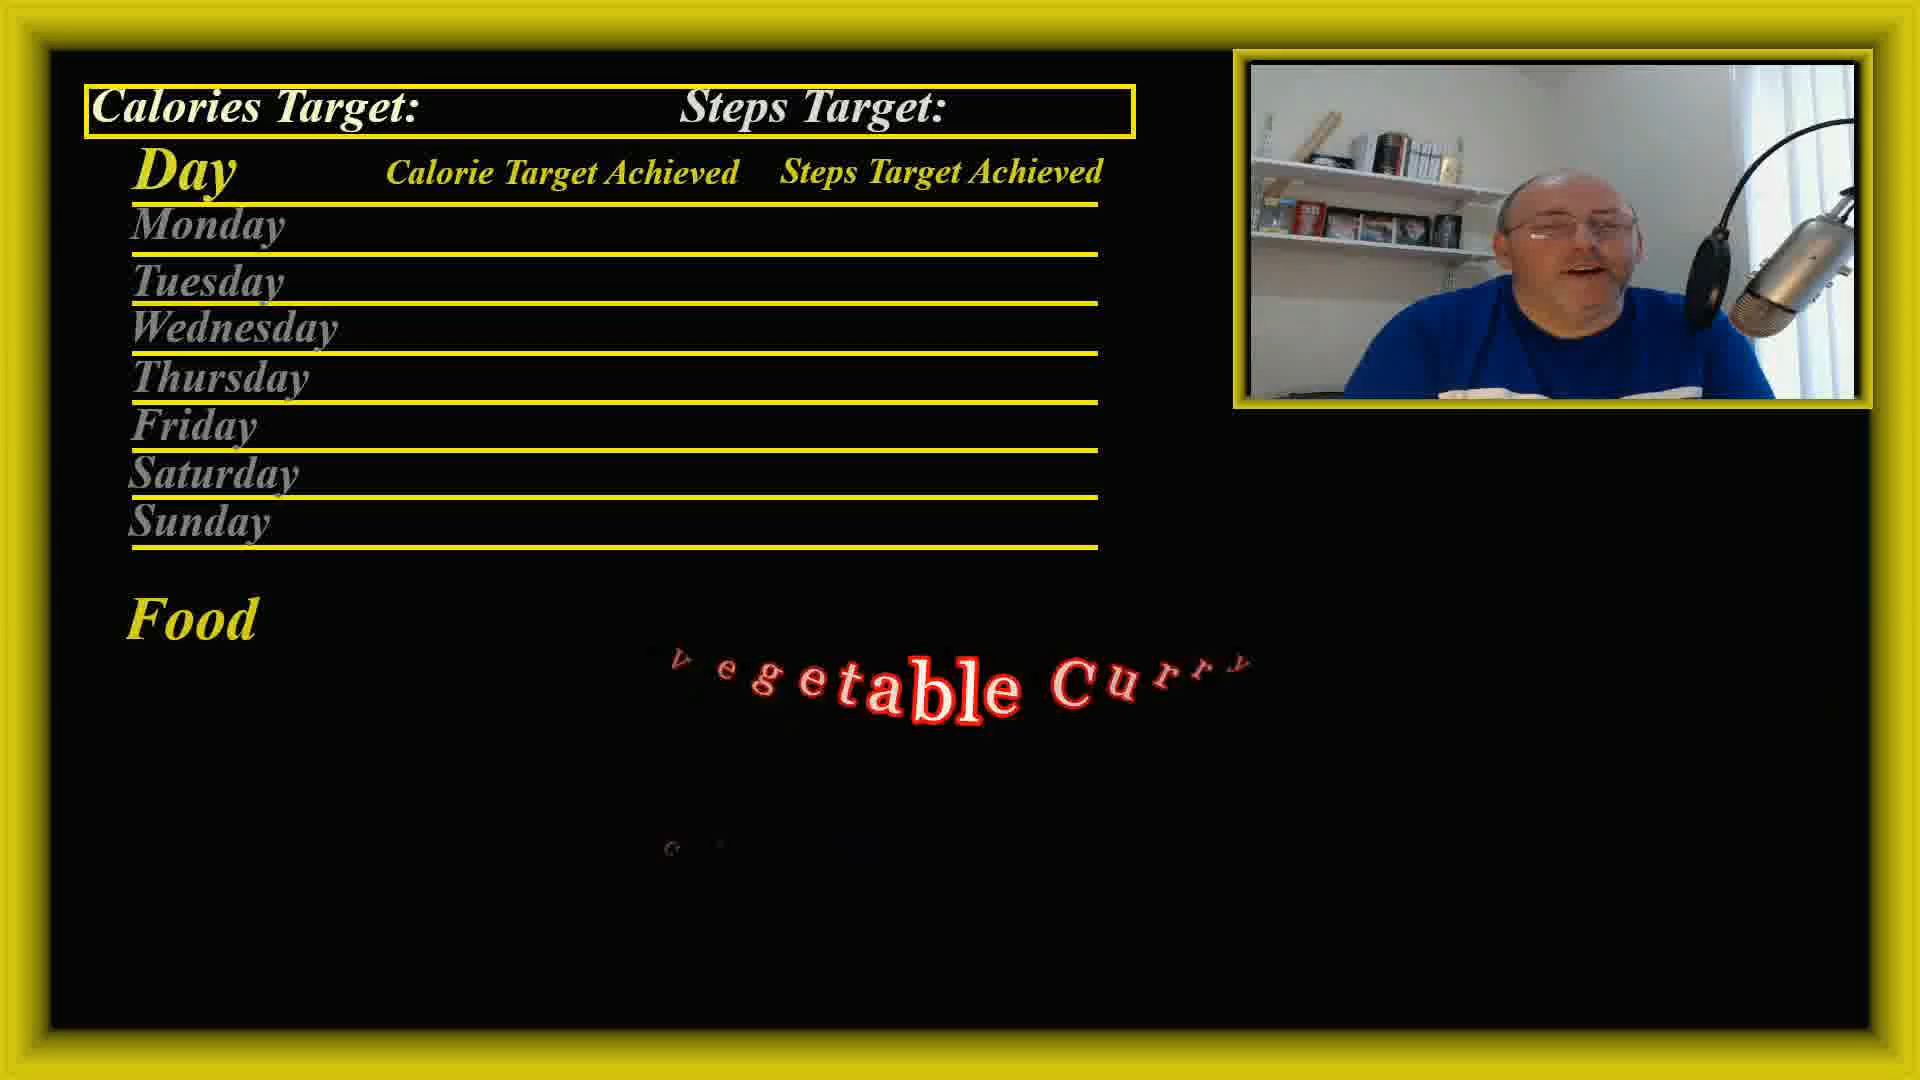 Calories Target: Steps Target:
Day Calorie Target Achieved Steps Target Achieved
Monday
Tuesday
Wednesday
Thursday
Friday
Saturday
Sunday
Food
vegetable Curry